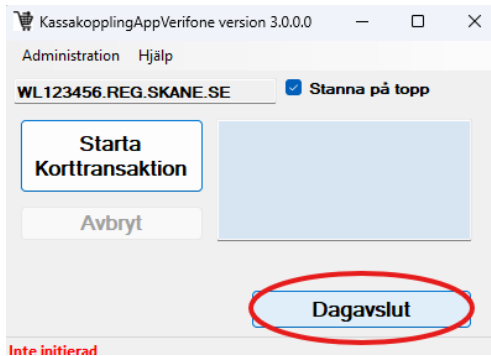 KassakopplingAppVerifone version 3.0.0.0
Administration Hjälp
WL123456.REG.SKANE.SE Stanna på topp
Starta
Korttransaktion
Avbryt
Dagavslut
Inte initierad